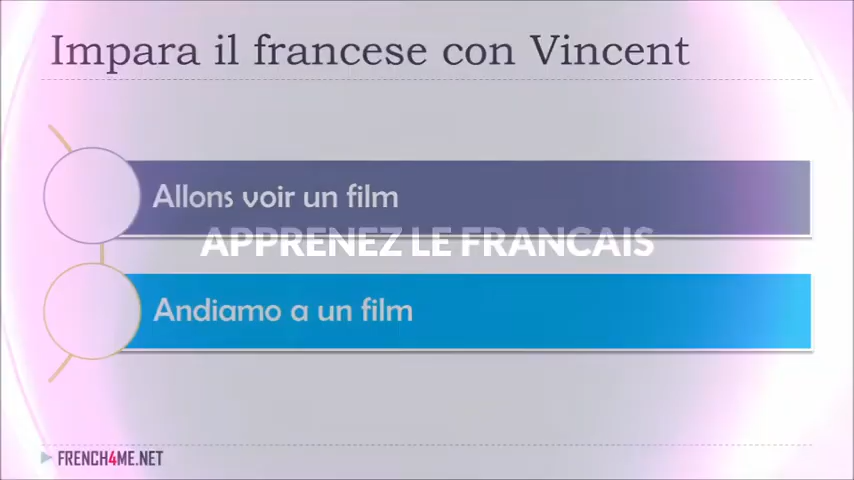 Impara il francese con Vincent
Allons voir un film
APPRENEZ LE FRANCAIS
Andiamo a un film
FRENCH4ME.NET